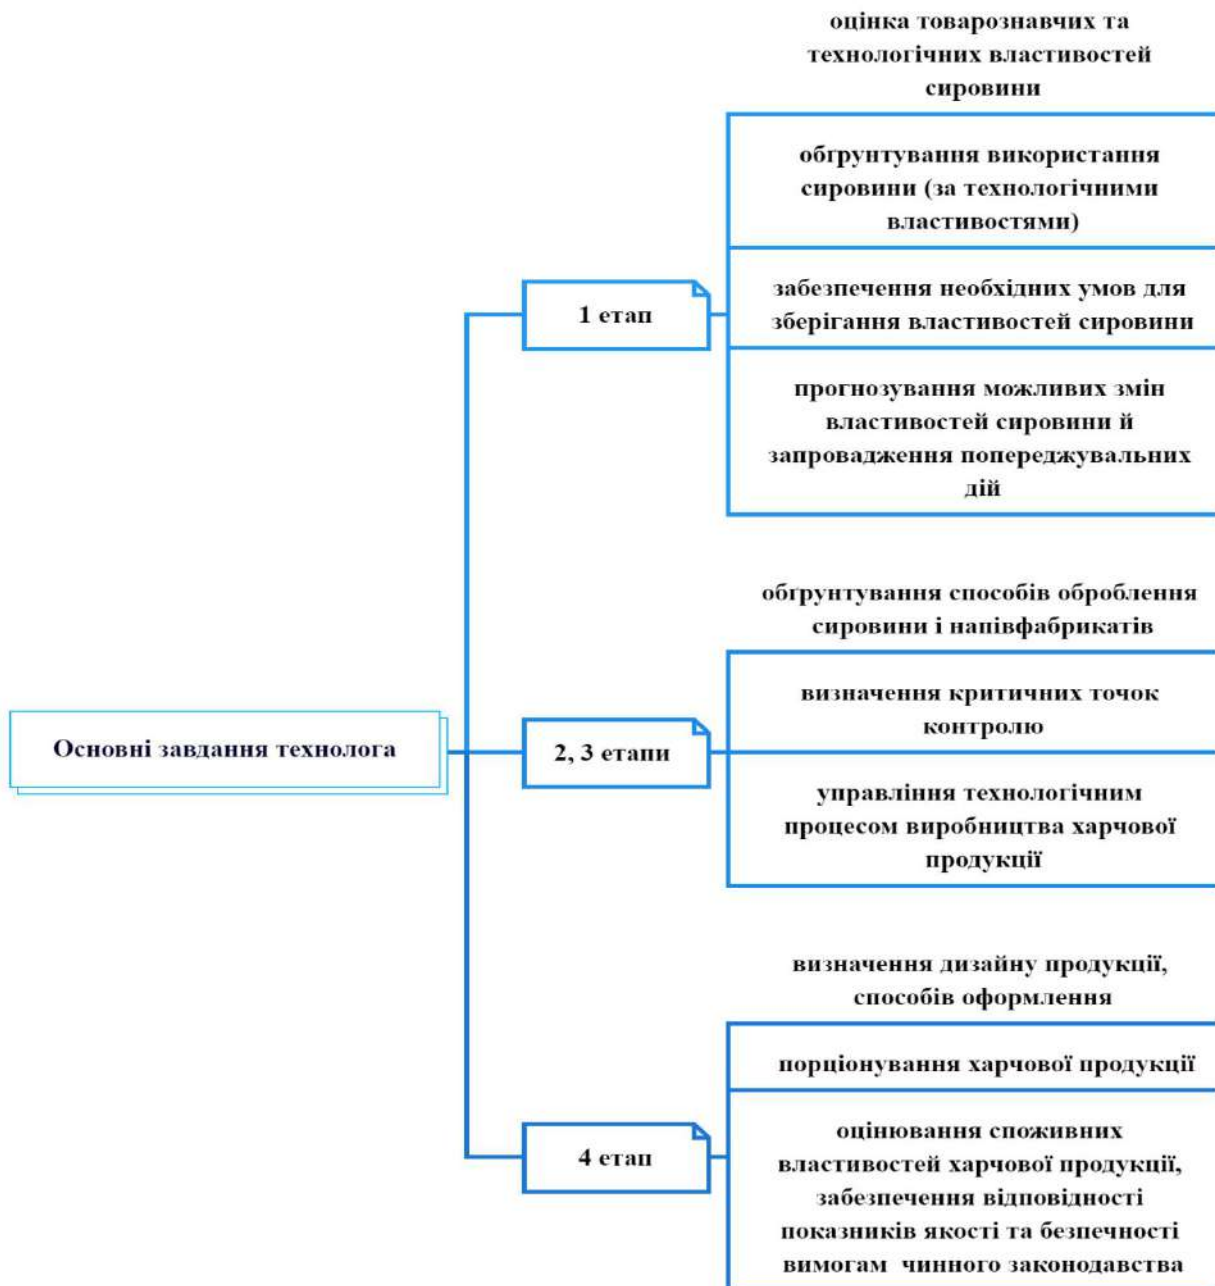 оцінка товарознавчих та
технологічних властивостей
сировини
обґрунтування використання
сировини (за технологічними
властивостями)
забезпечення необхідних умов для
зберігання властивостей сировини
1 етап
прогнозування можливих змін
властивостей сировини й
запровадження попереджувальних
дій
обґрунтування способів оброблення
сировини і напівфабрикатів
визначення критичних точок
контролю
Основні завдання технолога
2, 3 етапи
управління технологічним
процесом виробництва харчової
продукції
визначення дизайну продукції,
способів оформлення
порціонування харчової продукції
4 етап
оцінювання споживних
властивостей харчової продукції,
забезпечення відповідності
показників якості та безпечності
вимогам чинного законодавства